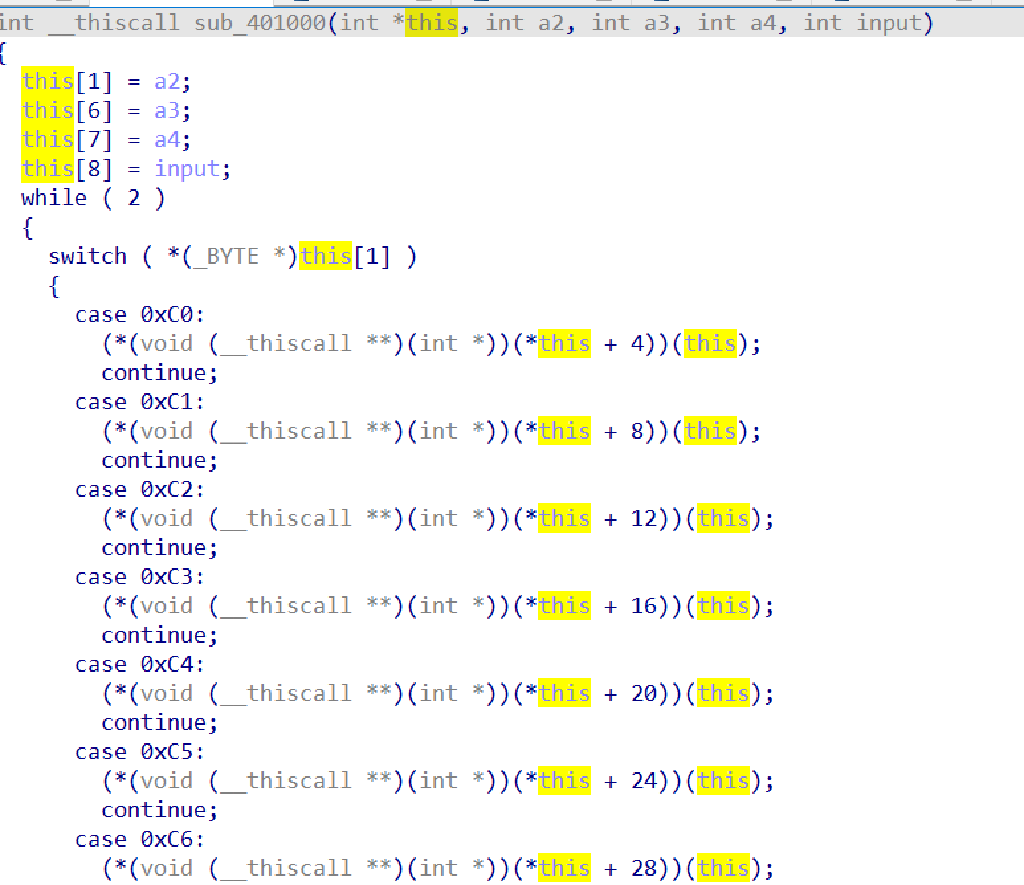 int __thiscall sub_401000(int *this, int a2, int a3, int a4, int input)
{
  this[1] = a2;
  this[6] = a3;
  this[7] = a4;
  this[8] = input;
  while ( 2 )
  {
    switch ( *(_BYTE *)this[1] )
    {
      case 0xC0:
        (*(void (__thiscall **)(int *))(*this + 4))(this);
        continue;
      case 0xC1:
        (*(void (__thiscall **)(int *))(*this + 8))(this);
        continue;
      case 0xC2:
        (*(void (__thiscall **)(int *))(*this + 12))(this);
        continue;
      case 0xC3:
        (*(void (__thiscall **)(int *))(*this + 16))(this);
        continue;
      case 0xC4:
        (*(void (__thiscall **)(int *))(*this + 20))(this);
        continue;
      case 0xC5:
        (*(void (__thiscall **)(int *))(*this + 24))(this);
        continue;
      case 0xC6:
        (*(void (__thiscall **)(int *))(*this + 28))(this);